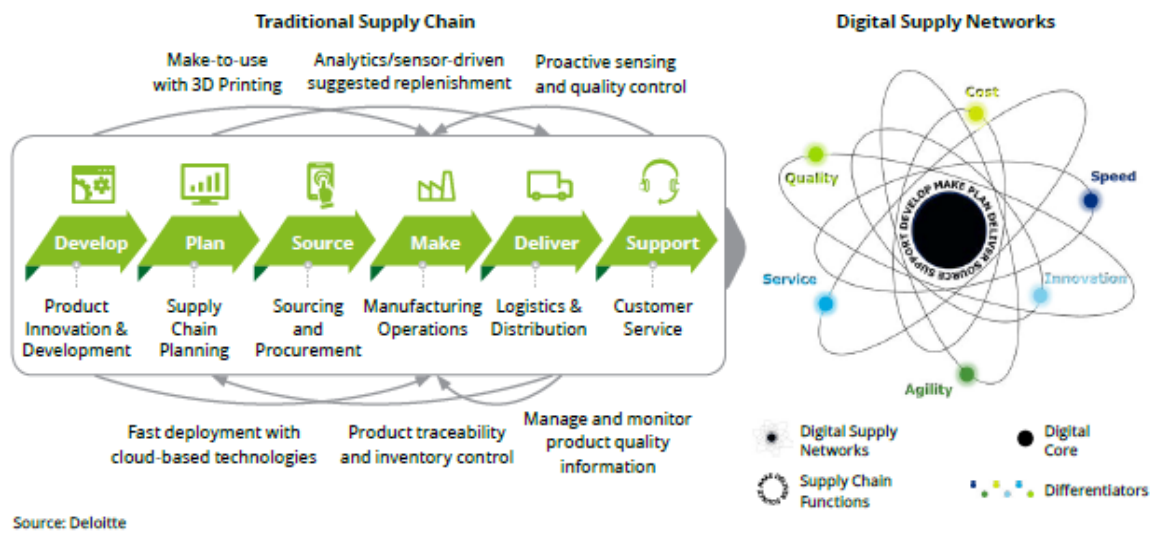 Traditional Supply Chain
Make-to-use
with 3D Printing
Analytics/sensor-driven
suggested replenishment
Proactive sensing
and quality control
Develop
Plan
Source
Make
Deliver
Support
Product
Innovation &
Development
Supply
Chain
Planning
Sourcing
and
Procurement
Manufacturing
Operations
Logistics &
Distribution
Customer
Service
Fast deployment with
cloud-based technologies
Product traceability
and inventory control
Manage and monitor
product quality
information
Source: Deloitte
Digital Supply Networks
Cost
Quality
Speed
SUPPORT DEVELOP MAKE PLAN DELIVER SOURCE
Service
Innovation
Agility
Digital Supply
Networks
Digital
Core
Supply Chain
Functions
Differentiators